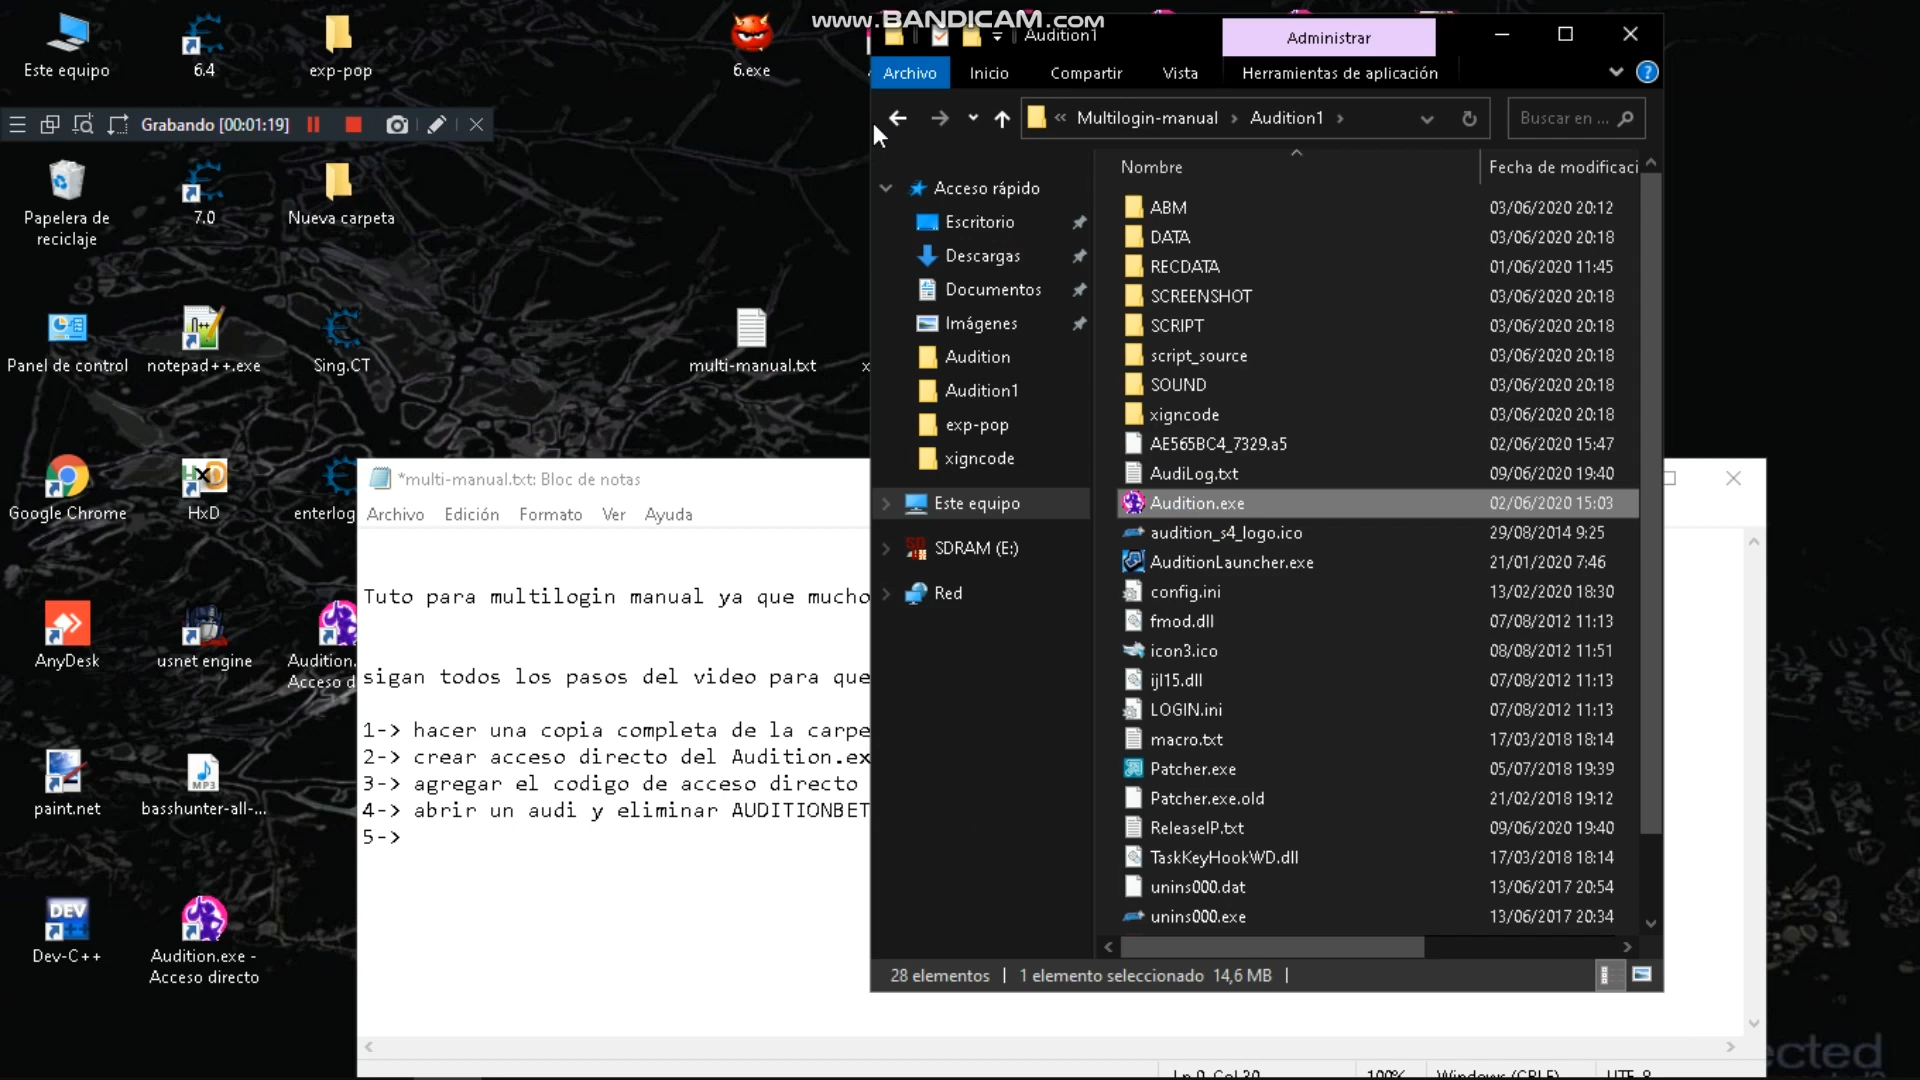 www.BANDICAM.com
Este equipo
6.4
exp-pop
6.exe
Grabando [00:01:19]
Papelera de
reciclaje
7.0
Nueva carpeta
Panel de control
notepad++.exe
Sing.CT
multi-manual.txt
Google Chrome
HxD
enterlog
AnyDesk
usnet engine
Audition.
Acceso d
paint.net
MP3
basshunter-all-...
DEV
Dev-C++
Audition.exe -
Acceso directo
Audition1
Administrar
Archivo
Inicio
Compartir
Vista
Herramientas de aplicación
« Multilogin-manual › Audition1 ›
Buscar en ...
Acceso rápido
Escritorio
Descargas
Documentos
Imágenes
Audition
Audition1
exp-pop
xigncode
Este equipo
SDRAM (E:)
Red
Nombre
Fecha de modificaci
ABM 03/06/2020 20:12
DATA 03/06/2020 20:18
RECDATA 01/06/2020 11:45
SCREENSHOT 03/06/2020 20:18
SCRIPT 03/06/2020 20:18
script_source 03/06/2020 20:18
SOUND 03/06/2020 20:18
xigncode 03/06/2020 20:18
AE565BC4_7329.a5 02/06/2020 15:47
AudiLog.txt 09/06/2020 19:40
Audition.exe 02/06/2020 15:03
audition_s4_logo.ico 29/08/2014 9:25
AuditionLauncher.exe 21/01/2020 7:46
config.ini 13/02/2020 18:30
fmod.dll 07/08/2012 11:13
icon3.ico 08/08/2012 11:51
ijl15.dll 07/08/2012 11:13
LOGIN.ini 07/08/2012 11:13
macro.txt 17/03/2018 18:14
Patcher.exe 05/07/2018 19:39
Patcher.exe.old 21/02/2018 19:12
ReleaseIP.txt 09/06/2020 19:40
TaskKeyHookWD.dll 17/03/2018 18:14
unins000.dat 13/06/2017 20:54
unins000.exe 13/06/2017 20:34
28 elementos | 1 elemento seleccionado 14,6 MB |
*multi-manual.txt: Bloc de notas
Archivo Edición Formato Ver Ayuda
Tuto para multilogin manual ya que mucho
sigan todos los pasos del video para que
1-> hacer una copia completa de la carpe
2-> crear acceso directo del Audition.ex
3-> agregar el codigo de acceso directo
4-> abrir un audi y eliminar AUDITIONBET
5->
Ln 9, Col 30
100%
Windows (CRLF)
UTF-8
ected